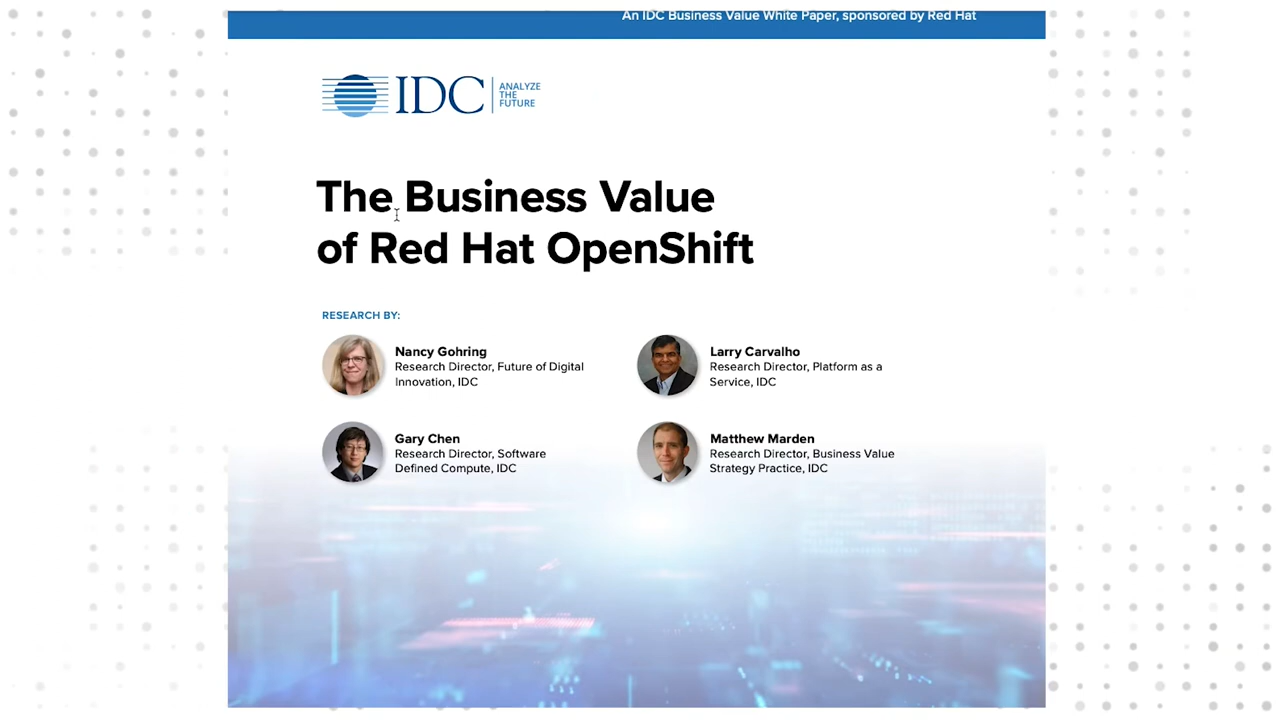 An IDC Business Value White Paper, sponsored by Red Hat
IDC
ANALYZE
THE
FUTURE
The Business Value
of Red Hat OpenShift
RESEARCH BY:
Nancy Gohring
Research Director, Future of Digital
Innovation, IDC
Larry Carvalho
Research Director, Platform as a
Service, IDC
Gary Chen
Research Director, Software
Defined Compute, IDC
Matthew Marden
Research Director, Business Value
Strategy Practice, IDC